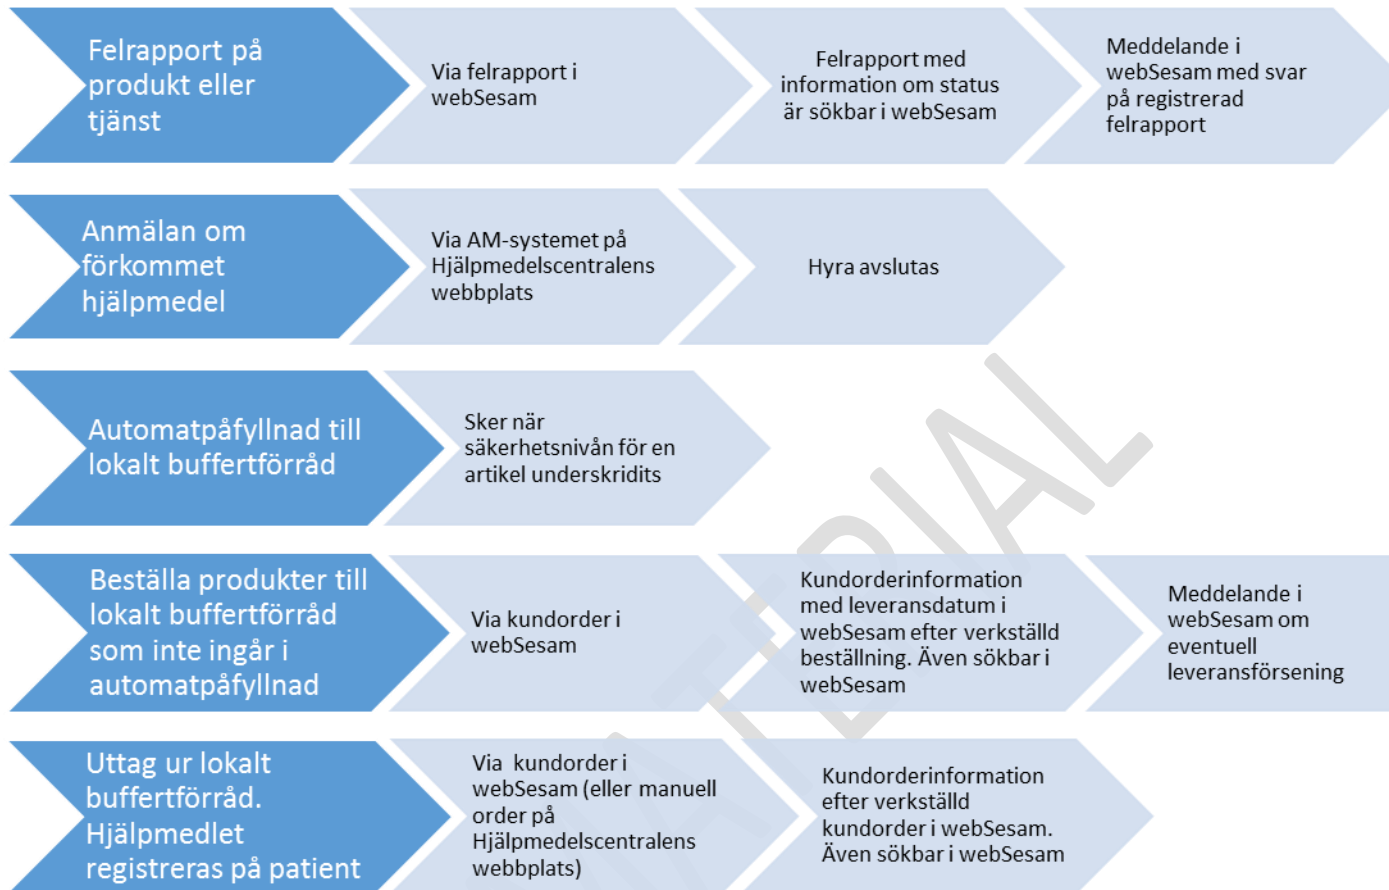 Felrapport på
produkt eller
tjänst
Via felrapport i
webSesam
Felrapport med
information om status
är sökbar i webSesam
Meddelande i
webSesam med svar
på registrerad
felrapport
Anmälan om
förkommet
hjälpmedel
Via AM-systemet på
Hjälpmedelscentralens
webbplats
Hyra avslutas
Automatpåfyllnad till
lokalt buffertförråd
Sker när
säkerhetsnivån för en
artikel underskridits
Beställa produkter till
lokalt buffertförråd
som inte ingår i
automatpåfyllnad
Via kundorder i
webSesam
Kundorderinformation
med leveransdatum i
webSesam efter verkställd
beställning. Även sökbar i
webSesam
Meddelande i
webSesam om
eventuell
leveransförsening
Uttag ur lokalt
buffertförråd.
Hjälpmedlet
registreras på patient
Via kundorder i
webSesam (eller manuell
order på
Hjälpmedelscentralens
webbplats)
Kundorderinformation
efter verkställd
kundorder i webSesam.
Även sökbar i webSesam
MATERIAL